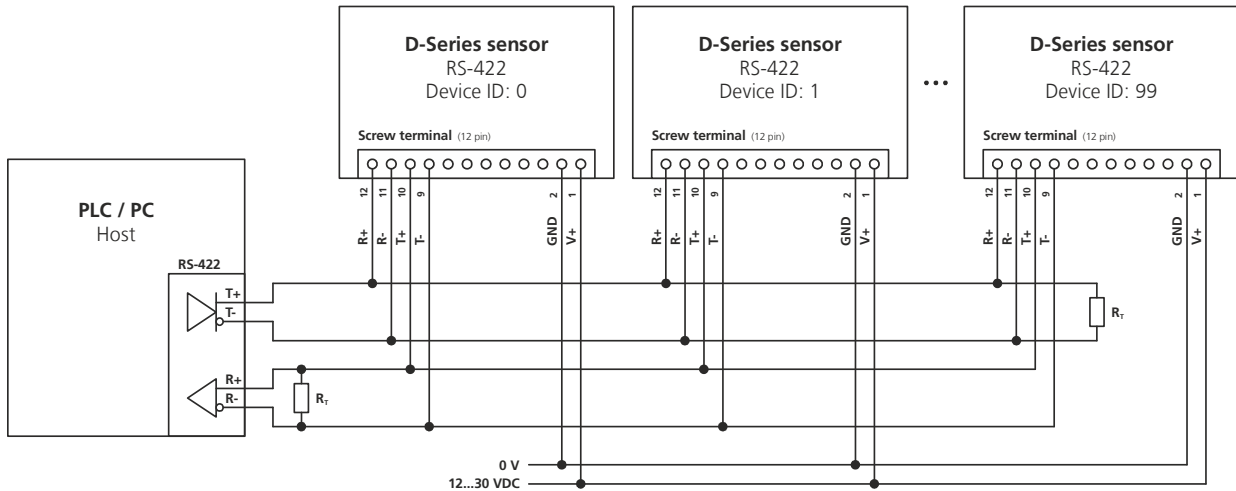 D-Series sensor
RS-422
Device ID: 0
Screw terminal (12 pin)
12
11
10
9
2
1
R+
R-
T+
T-
GND
V+
D-Series sensor
RS-422
Device ID: 1
Screw terminal (12 pin)
12
11
10
9
2
1
R+
R-
T+
T-
GND
V+
...
D-Series sensor
RS-422
Device ID: 99
Screw terminal (12 pin)
12
11
10
9
2
1
R+
R-
T+
T-
GND
V+
PLC / PC
Host
RS-422
T+
T-
R+
R-
RT
RT
0 V
12...30 VDC